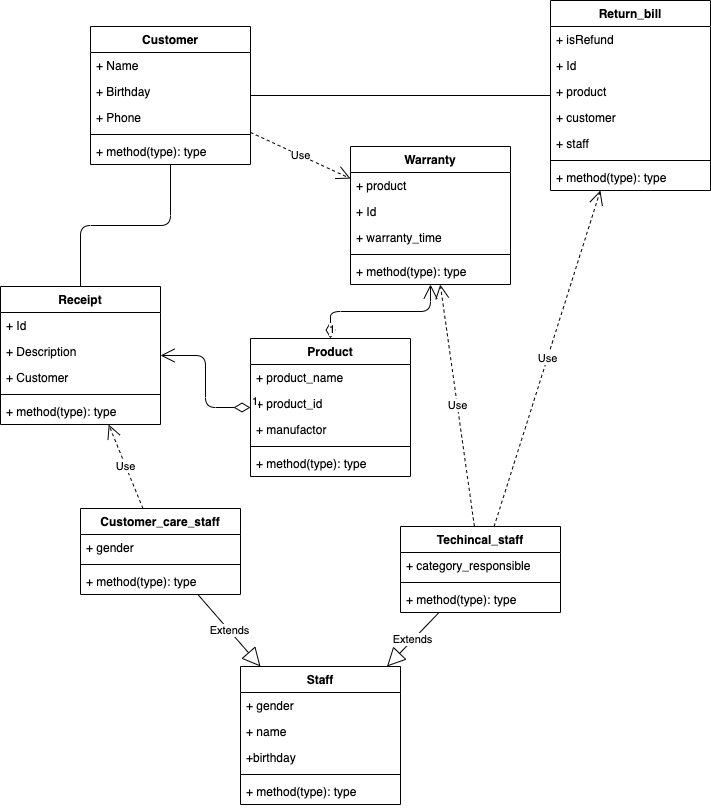 Return_bill
+ isRefund
+ Id
+ product
+ customer
+ staff
+ method(type): type
Customer
+ Name
+ Birthday
+ Phone
+ method(type): type
Use
Warranty
+ product
+ Id
+ warranty_time
+ method(type): type
Receipt
+ Id
+ Description
+ Customer
+ method(type): type
1
Product
+ product_name
1
+ product_id
+ manufactor
+ method(type): type
Use
Use
Use
Customer_care_staff
+ gender
+ method(type): type
Techincal_staff
+ category_responsible
+ method(type): type
Extends
Extends
Staff
+ gender
+ name
+birthday
+ method(type): type